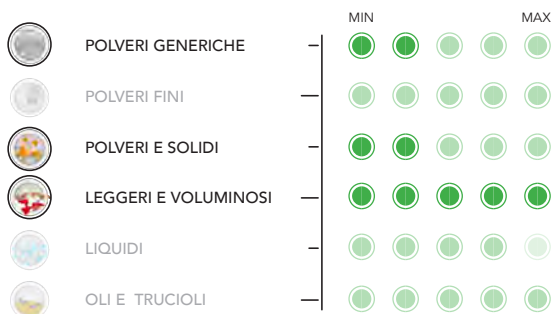 MIN MAX
POLVERI GENERICHE
POLVERI FINI
POLVERI E SOLIDI
LEGGERI E VOLUMINOSI
LIQUIDI
OLI E TRUCIOLI